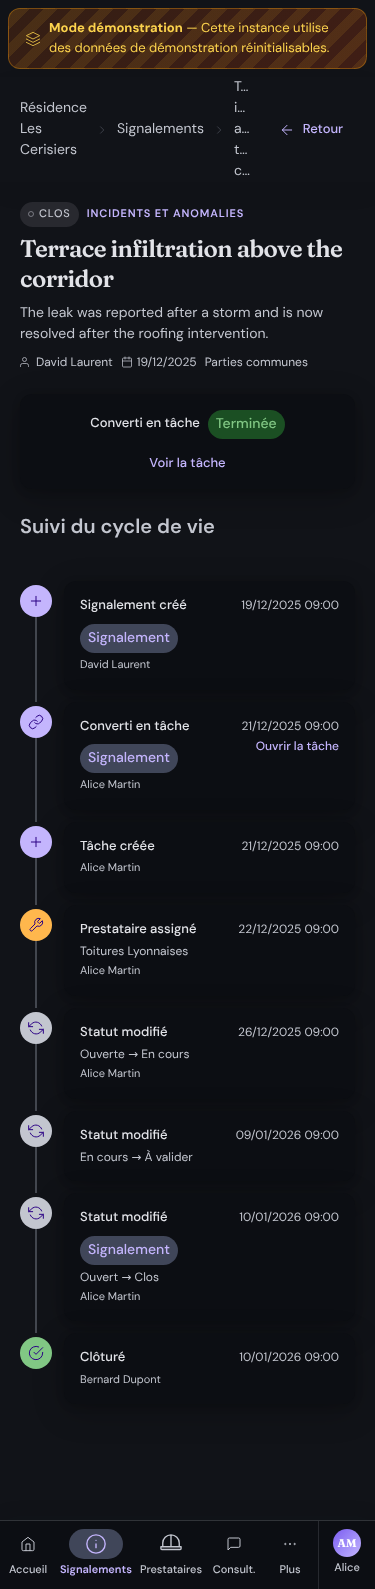 Mode démonstration — Cette instance utilise
des données de démonstration réinitialisables.
Résidence
Les
Cerisiers
Signalements
T...
i...
a...
t...
c...
Retour
CLOS INCIDENTS ET ANOMALIES
Terrace infiltration above the
corridor
The leak was reported after a storm and is now
resolved after the roofing intervention.
David Laurent 19/12/2025 Parties communes
Converti en tâche Terminée
Voir la tâche
Suivi du cycle de vie
Signalement créé 19/12/2025 09:00
Signalement
David Laurent
Converti en tâche 21/12/2025 09:00
Ouvrir la tâche
Signalement
Alice Martin
Tâche créée 21/12/2025 09:00
Alice Martin
Prestataire assigné 22/12/2025 09:00
Toitures Lyonnaises
Alice Martin
Statut modifié 26/12/2025 09:00
Ouverte → En cours
Alice Martin
Statut modifié 09/01/2026 09:00
En cours → À valider
Statut modifié 10/01/2026 09:00
Signalement
Ouvert → Clos
Alice Martin
Clôturé 10/01/2026 09:00
Bernard Dupont
AM
Accueil Signalements Prestataires Consult. Plus Alice